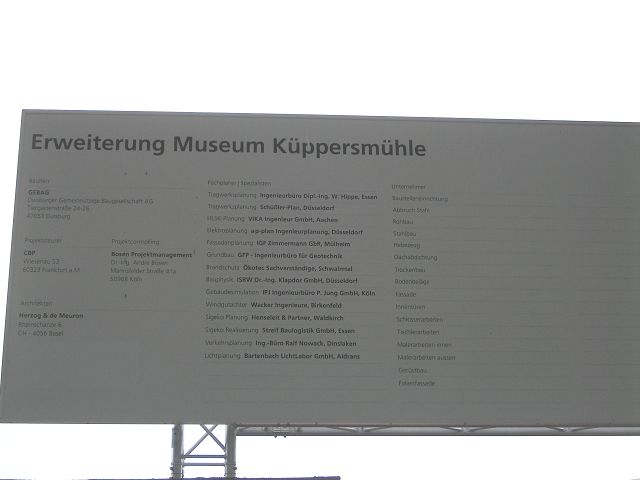 Erweiterung Museum Küppersmühle
Bauherr
GEBAG
Duisburger Gemeinnützige Baugesellschaft AG
Tiergartenstraße 24-26
47053 Duisburg
Projektsteurer
CBP
Wiesenau 53
60323 Frankfurt a.M.
Projektcontrolling
Bosen Projektmanagement
Dr.-Ing. Andre Bosen
Mannsfelder Straße 41a
50968 Köln
Architekten
Herzog & de Meuron
Rheinschanze 6
CH - 4056 Basel
Fachplaner | Spezialisten
Tragwerksplanung Ingenieurbüro Dipl.-Ing. W. Hippe, Essen
Tragwerksplanung Schüßler-Plan, Düsseldorf
HLSK-Planung VIKA Ingenieur GmbH, Aachen
Elektroplanung ap-plan Ingenieurplanung, Düsseldorf
Fassadenplanung IGF Zimmermann GbR, Mülheim
Grundbau GFP - Ingenieurbüro für Geotechnik
Brandschutz Ökotec Sachverständige, Schwalmtal
Bauphysik ISRW Dr.-Ing. Klapdor GmbH, Düsseldorf
Gebäudesimulation IPJ Ingenieurbüro P. Jung GmbH, Köln
Windgutachter Wacker Ingenieure, Birkenfeld
Sigeko Planung Henseleit & Partner, Waldkirch
Sigeko Realisierung Streif Baulogistik GmbH, Essen
Verkehrsplanung Ing.-Büro Ralf Nowack, Dinslaken
Lichtplanung Bartenbach LichtLabor GmbH, Aldrans
Unternehmer
Baustelleneinrichtung
Abbruch Stahl
Rohbau
Stahlbau
Hebezeug
Dachabdichtung
Trockenbau
Bodenbeläge
Fassade
Innentüren
Schlosserarbeiten
Tischlerarbeiten
Malerarbeiten innen
Malerarbeiten aussen
Gerüstbau
Folienfassade